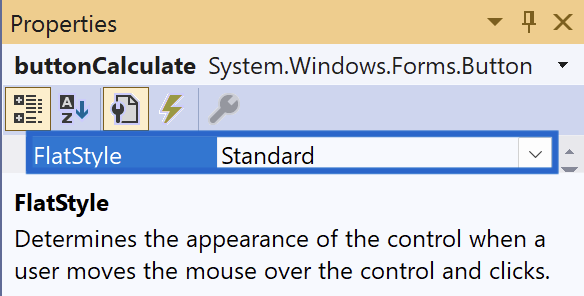 Properties
buttonCalculate System.Windows.Forms.Button
A
Z
FlatStyle Standard
FlatStyle
Determines the appearance of the control when a
user moves the mouse over the control and clicks.